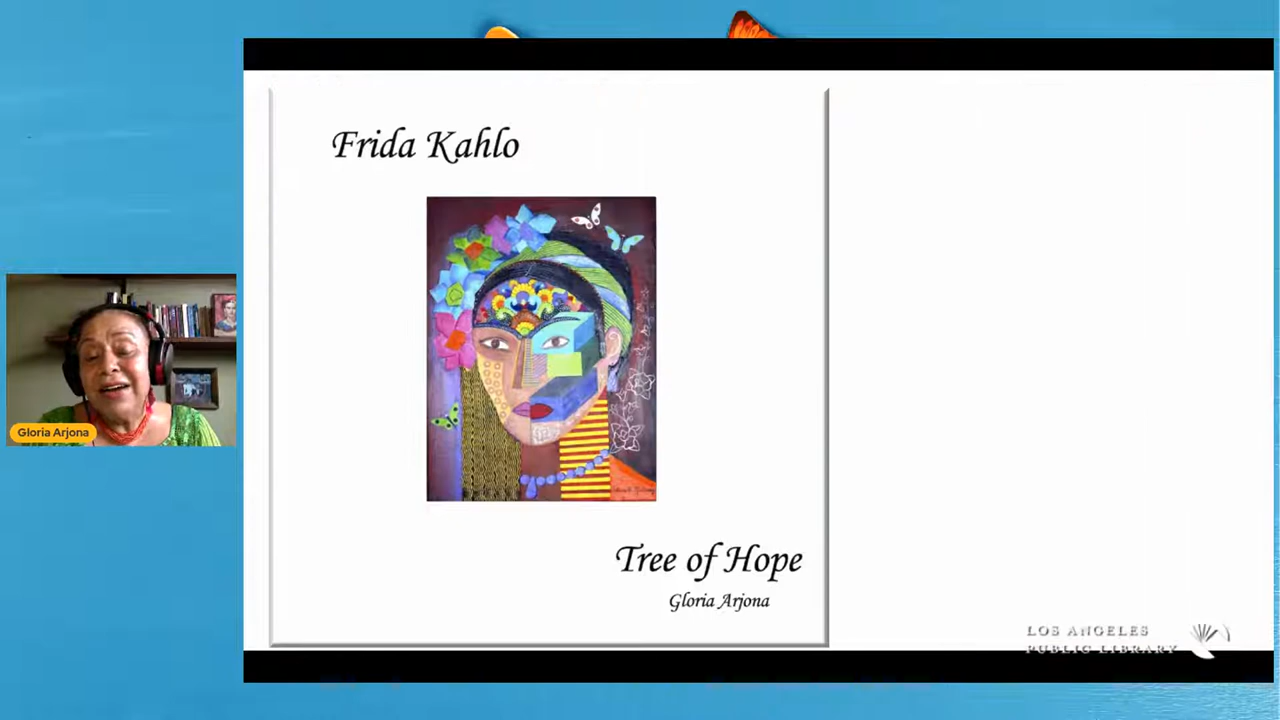 Frida Kahlo
Tree of Hope
Gloria Arjona
Gloria Arjona
LOS ANGELES
PUBLIC LIBRARY